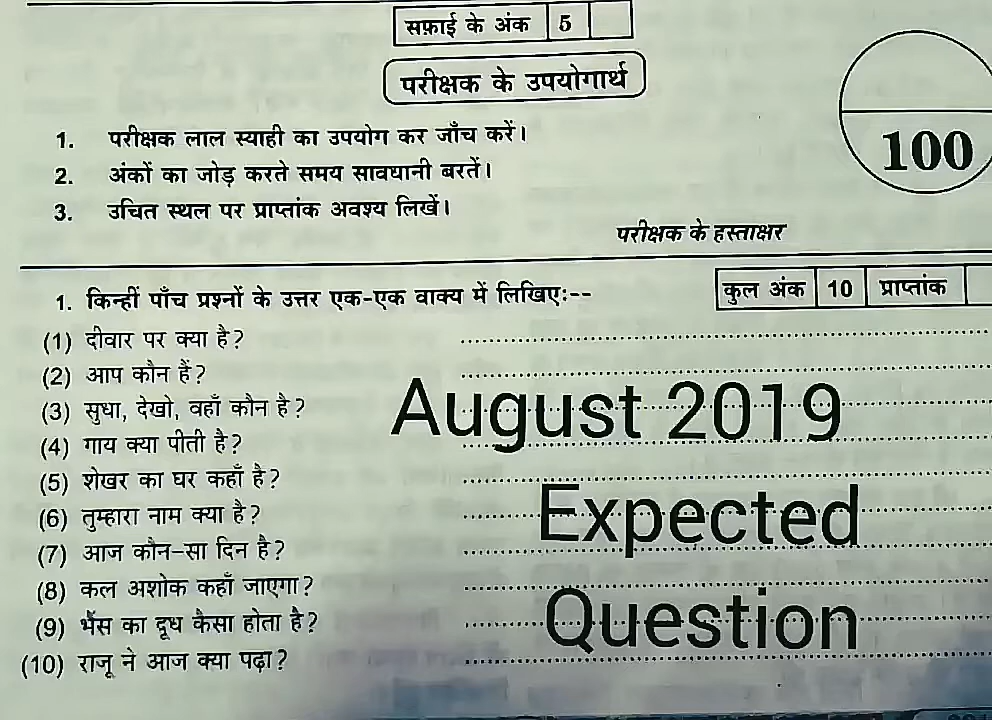 सफ़ाई के अंक 5
परीक्षक के उपयोगार्थ
1. परीक्षक लाल स्याही का उपयोग कर जाँच करें।
2. अंकों का जोड़ करते समय सावधानी बरतें।
3. उचित स्थल पर प्राप्तांक अवश्य लिखें।
100
परीक्षक के हस्ताक्षर
1. किन्हीं पाँच प्रश्नों के उत्तर एक-एक वाक्य में लिखिए:--
कुल अंक 10 प्राप्तांक
(1) दीवार पर क्या है?
(2) आप कौन हैं?
(3) सुधा, देखो, वहाँ कौन है?
(4) गाय क्या पीती है?
(5) शेखर का घर कहाँ है?
(6) तुम्हारा नाम क्या है?
(7) आज कौन-सा दिन है?
(8) कल अशोक कहाँ जाएगा?
(9) भैंस का दूध कैसा होता है?
(10) राजू ने आज क्या पढ़ा?
August 2019
Expected
Question